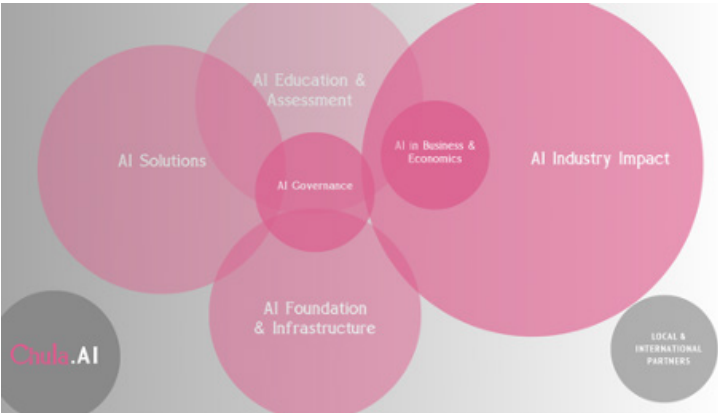 AI Education &
Assessment
AI in Business &
Economics
AI Solutions
AI Industry Impact
AI Governance
AI Foundation
& Infrastructure
.AI
LOCAL &
INTERNATIONAL
PARTNERS